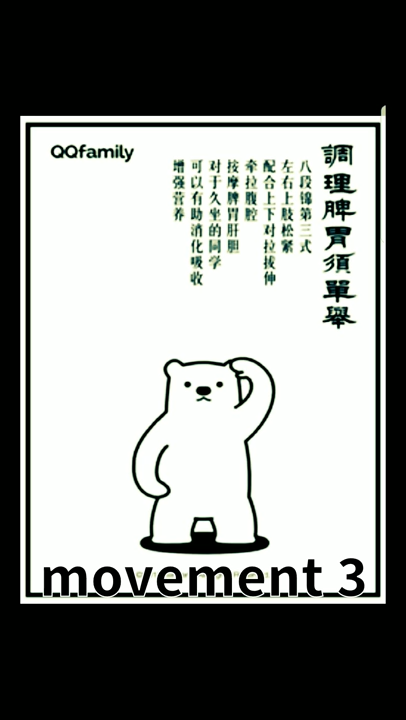 QQfamily
調理脾胃須單舉
八段锦第三式
左右上肢松紧
配合上下对拉拔伸
牵拉腹腔
按摩脾胃肝胆
对于久坐的同学
可以有助消化吸收
增强营养
movement 3